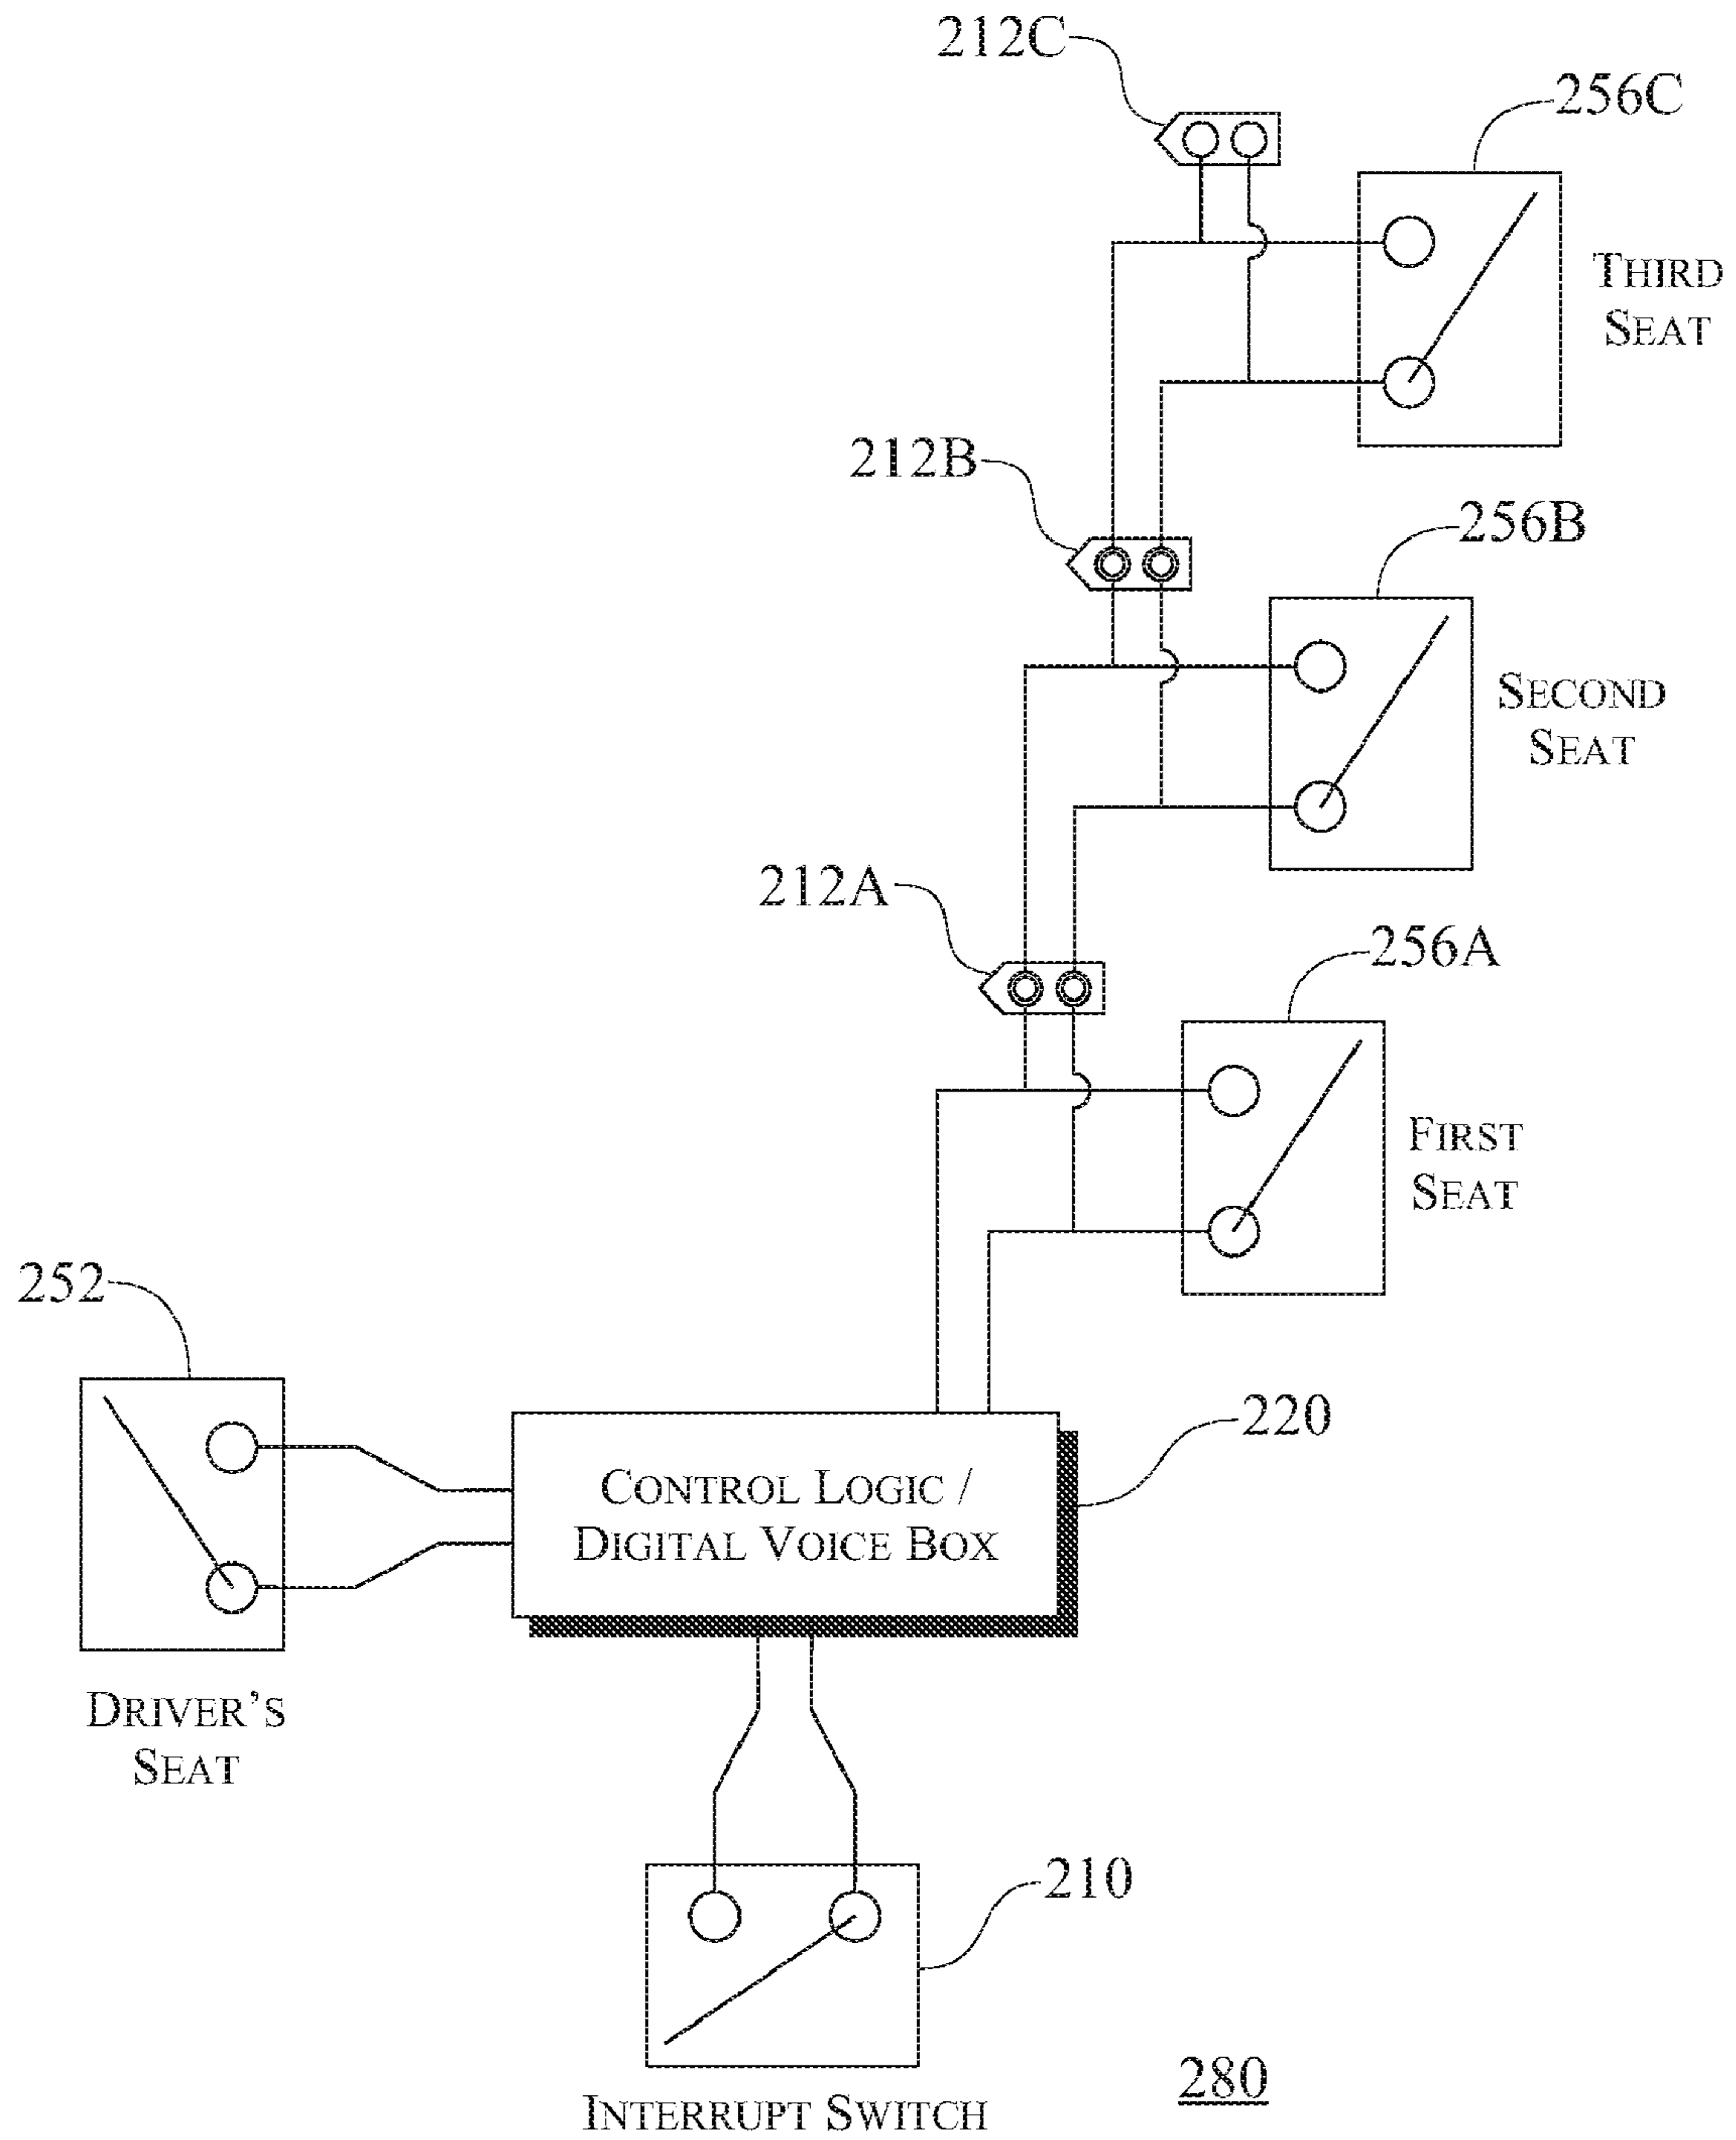 212C
256C
THIRD
SEAT
212B
256B
SECOND
SEAT
212A
256A
FIRST
SEAT
252
220
CONTROL LOGIC /
DIGITAL VOICE BOX
DRIVER'S
SEAT
210
280
INTERRUPT SWITCH